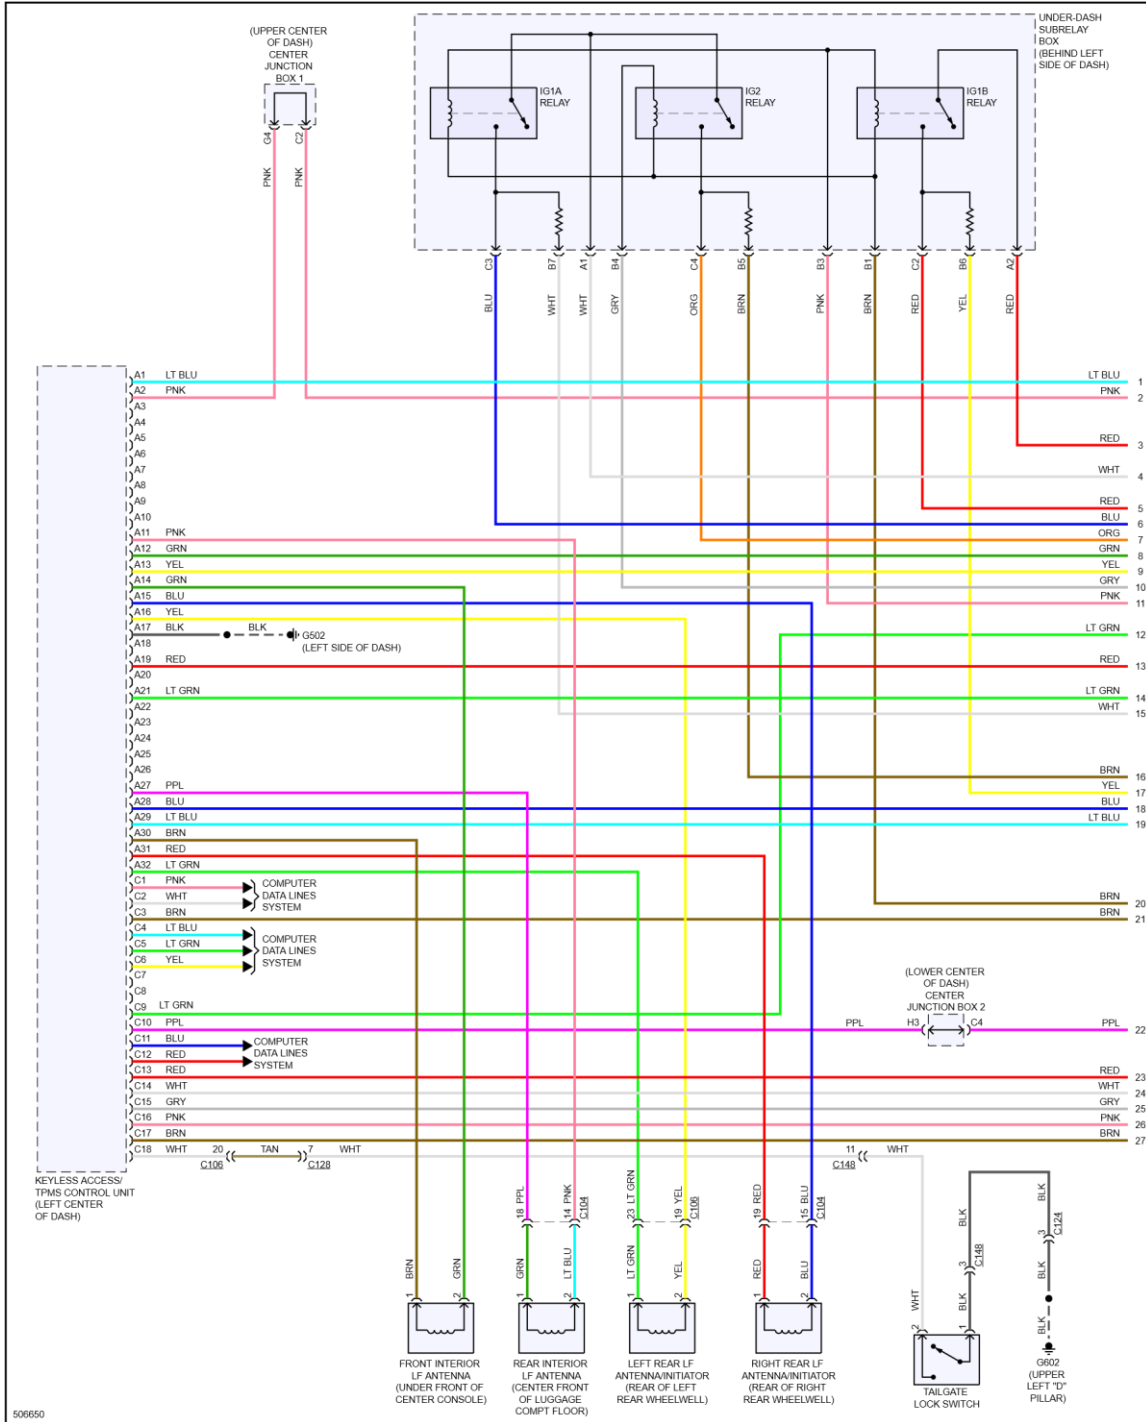 (UPPER CENTER
OF DASH)
CENTER
JUNCTION
BOX 1
G4
C2
PNK
PNK
UNDER-DASH
SUBRELAY
BOX
(BEHIND LEFT
SIDE OF DASH)
IG1A
RELAY
IG2
RELAY
IG1B
RELAY
C3
B7
A1
B4
C4
B5
B3
B1
C2
B6
A2
BLU
WHT
WHT
GRY
ORG
BRN
PNK
BRN
RED
YEL
RED
A1 LT BLU
LT BLU 1
A2 PNK
PNK 2
A3
A4
A5
RED 3
A6
A7
WHT 4
A8
A9
RED 5
A10
BLU 6
A11 PNK
ORG 7
A12 GRN
GRN 8
A13 YEL
YEL 9
A14 GRN
GRY 10
A15 BLU
PNK 11
A16 YEL
A17 BLK BLK G502
(LEFT SIDE OF DASH)
LT GRN 12
A18
A19 RED
RED 13
A20
A21 LT GRN
LT GRN 14
A22
WHT 15
A23
A24
A25
A26
BRN 16
A27 PPL
YEL 17
A28 BLU
BLU 18
A29 LT BLU
LT BLU 19
A30 BRN
A31 RED
A32 LT GRN
C1 PNK
C2 WHT
COMPUTER
DATA LINES
SYSTEM
BRN 20
C3 BRN
BRN 21
C4 LT BLU
C5 LT GRN
C6 YEL
COMPUTER
DATA LINES
SYSTEM
C7
C8
C9 LT GRN
(LOWER CENTER
OF DASH)
CENTER
JUNCTION BOX 2
C10 PPL
PPL H3 C4 PPL 22
C11 BLU
C12 RED
COMPUTER
DATA LINES
SYSTEM
C13 RED
RED 23
C14 WHT
WHT 24
C15 GRY
GRY 25
C16 PNK
PNK 26
C17 BRN
BRN 27
C18 WHT 20 TAN 7 WHT 11 WHT
C106 C128 C148
KEYLESS ACCESS/
TPMS CONTROL UNIT
(LEFT CENTER
OF DASH)
18 PPL
14 PNK
C104
23 LT GRN
19 YEL
C106
19 RED
15 BLU
C104
BRN
GRN
GRN
LT BLU
LT GRN
YEL
RED
BLU
WHT
BLK
3
C148
BLK
BLK
3
C124
BLK
BLK
1 2
1 2
1 2
1 2
2 1
FRONT INTERIOR
LF ANTENNA
(UNDER FRONT OF
CENTER CONSOLE)
REAR INTERIOR
LF ANTENNA
(CENTER FRONT
OF LUGGAGE
COMPT FLOOR)
LEFT REAR LF
ANTENNA/INITIATOR
(REAR OF LEFT
REAR WHEELWELL)
RIGHT REAR LF
ANTENNA/INITIATOR
(REAR OF RIGHT
REAR WHEELWELL)
TAILGATE
LOCK SWITCH
G602
(UPPER
LEFT "D"
PILLAR)
506650